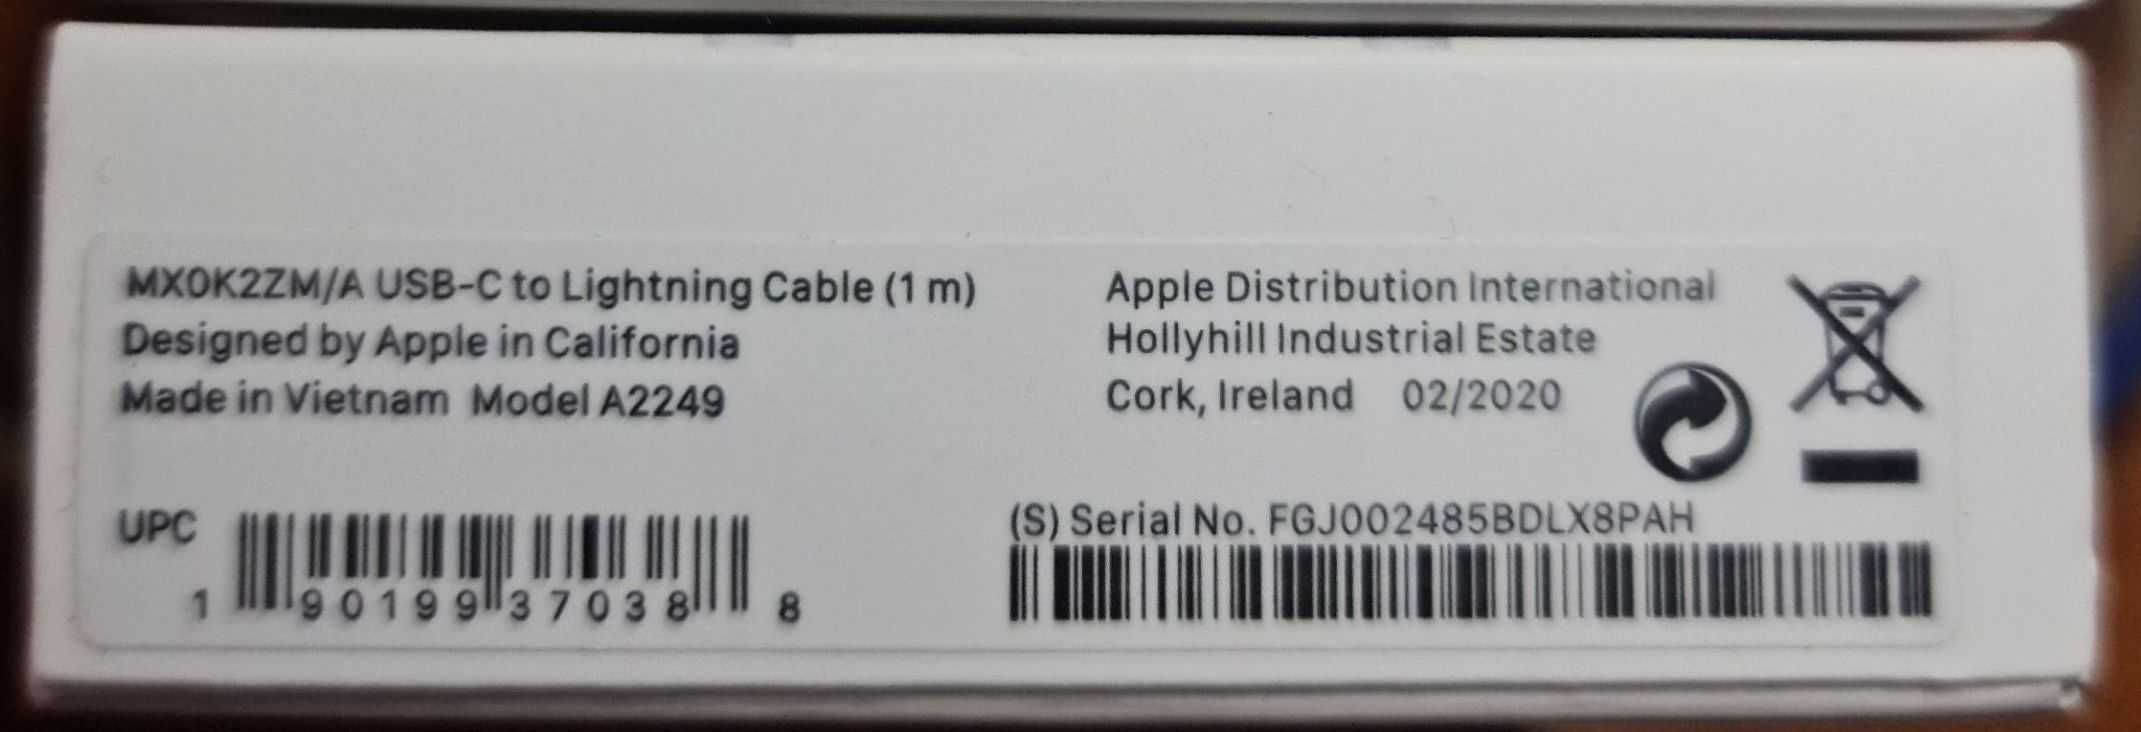 MX0K2ZM/A USB-C to Lightning Cable (1 m)
Designed by Apple in California
Made in Vietnam Model A2249
Apple Distribution International
Hollyhill Industrial Estate
Cork, Ireland 02/2020
UPC
1 90199 37038 8
(S) Serial No. FGJ002485BDLX8PAH